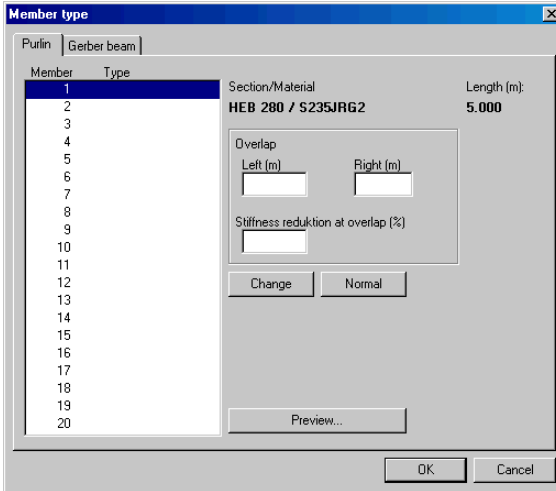 Member type
Purlin Gerber beam
Member Type
1
2
3
4
5
6
7
8
9
10
11
12
13
14
15
16
17
18
19
20
Section/Material Length (m):
HEB 280 / S235JRG2 5.000
Overlap
Left (m) Right (m)
Stiffness reduktion at overlap (%)
Change Normal
Preview...
OK Cancel